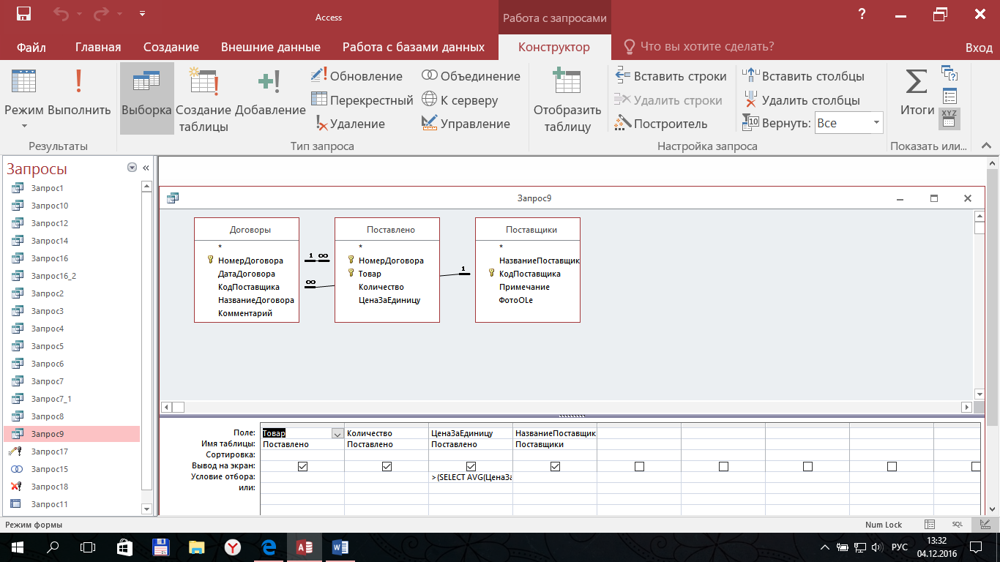 Access
Работа с запросами
?
Файл
Главная
Создание
Внешние данные
Работа с базами данных
Конструктор
Что вы хотите сделать?
Вход
Режим
Выполнить
Результаты
Выборка
Создание таблицы
Добавление
Обновление
Перекрестный
Удаление
Объединение
К серверу
Управление
Тип запроса
Отобразить таблицу
Вставить строки
Удалить строки
Построитель
Вставить столбцы
Удалить столбцы
Вернуть: Все
Настройка запроса
Итоги
XYZ
Показать или...
Запросы
Запрос1
Запрос10
Запрос12
Запрос14
Запрос16
Запрос16_2
Запрос2
Запрос3
Запрос4
Запрос5
Запрос6
Запрос7
Запрос7_1
Запрос8
Запрос9
Запрос17
Запрос15
Запрос18
Запрос11
Запрос9
Договоры
*
НомерДоговора
ДатаДоговора
КодПоставщика
НазваниеДоговора
Комментарий
1 ∞
∞
Поставлено
*
НомерДоговора
Товар
Количество
ЦенаЗаЕдиницу
1
Поставщики
*
НазваниеПоставщик
КодПоставщика
Примечание
ФотоOLe
Поле: Товар Количество ЦенаЗаЕдиницу НазваниеПоставщик
Имя таблицы: Поставлено Поставлено Поставлено Поставщики
Сортировка:
Вывод на экран:
Условие отбора: >(SELECT AVG(ЦенаЗа
или:
Режим формы
Num Lock
SQL
РУС
13:32
04.12.2016